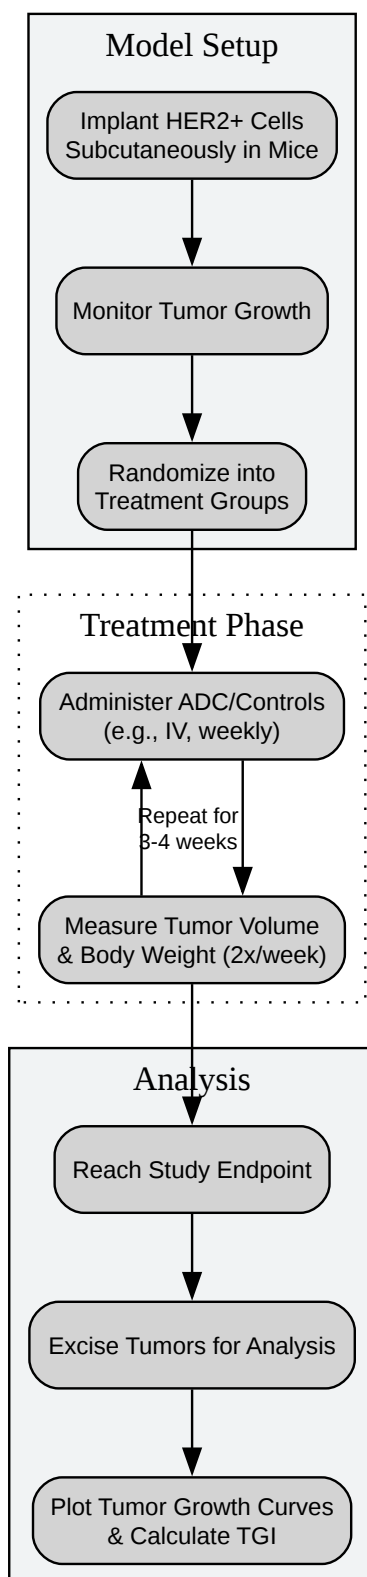 Model Setup
Implant HER2+ Cells
Subcutaneously in Mice
Monitor Tumor Growth
Randomize into
Treatment Groups
Treatment Phase
Administer ADC/Controls
(e.g., IV, weekly)
Repeat for
3-4 weeks
Measure Tumor Volume
& Body Weight (2x/week)
Analysis
Reach Study Endpoint
Excise Tumors for Analysis
Plot Tumor Growth Curves
& Calculate TGI